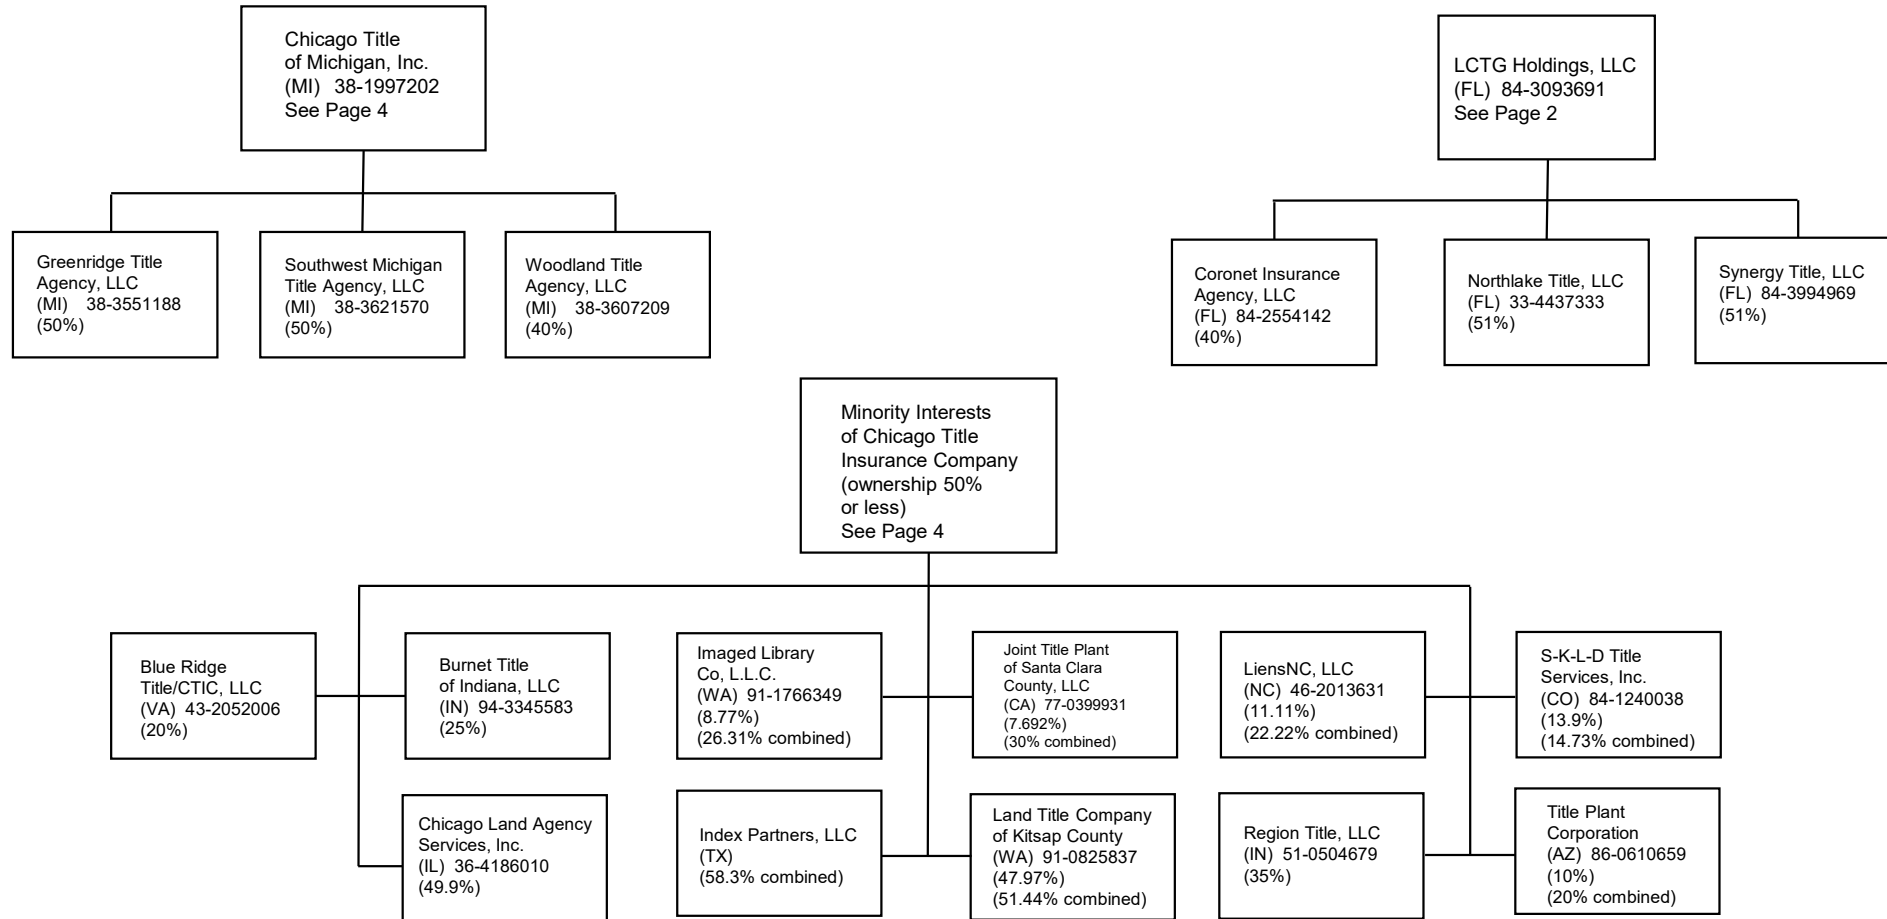 Chicago Title
of Michigan, Inc.
(MI) 38-1997202
See Page 4
LCTG Holdings, LLC
(FL) 84-3093691
See Page 2
Greenridge Title
Agency, LLC
(MI) 38-3551188
(50%)
Southwest Michigan
Title Agency, LLC
(MI) 38-3621570
(50%)
Woodland Title
Agency, LLC
(MI) 38-3607209
(40%)
Coronet Insurance
Agency, LLC
(FL) 84-2554142
(40%)
Northlake Title, LLC
(FL) 33-4437333
(51%)
Synergy Title, LLC
(FL) 84-3994969
(51%)
Minority Interests
of Chicago Title
Insurance Company
(ownership 50%
or less)
See Page 4
Blue Ridge
Title/CTIC, LLC
(VA) 43-2052006
(20%)
Burnet Title
of Indiana, LLC
(IN) 94-3345583
(25%)
Imaged Library
Co, L.L.C.
(WA) 91-1766349
(8.77%)
(26.31% combined)
Joint Title Plant
of Santa Clara
County, LLC
(CA) 77-0399931
(7.692%)
(30% combined)
LiensNC, LLC
(NC) 46-2013631
(11.11%)
(22.22% combined)
S-K-L-D Title
Services, Inc.
(CO) 84-1240038
(13.9%)
(14.73% combined)
Chicago Land Agency
Services, Inc.
(IL) 36-4186010
(49.9%)
Index Partners, LLC
(TX)
(58.3% combined)
Land Title Company
of Kitsap County
(WA) 91-0825837
(47.97%)
(51.44% combined)
Region Title, LLC
(IN) 51-0504679
(35%)
Title Plant
Corporation
(AZ) 86-0610659
(10%)
(20% combined)